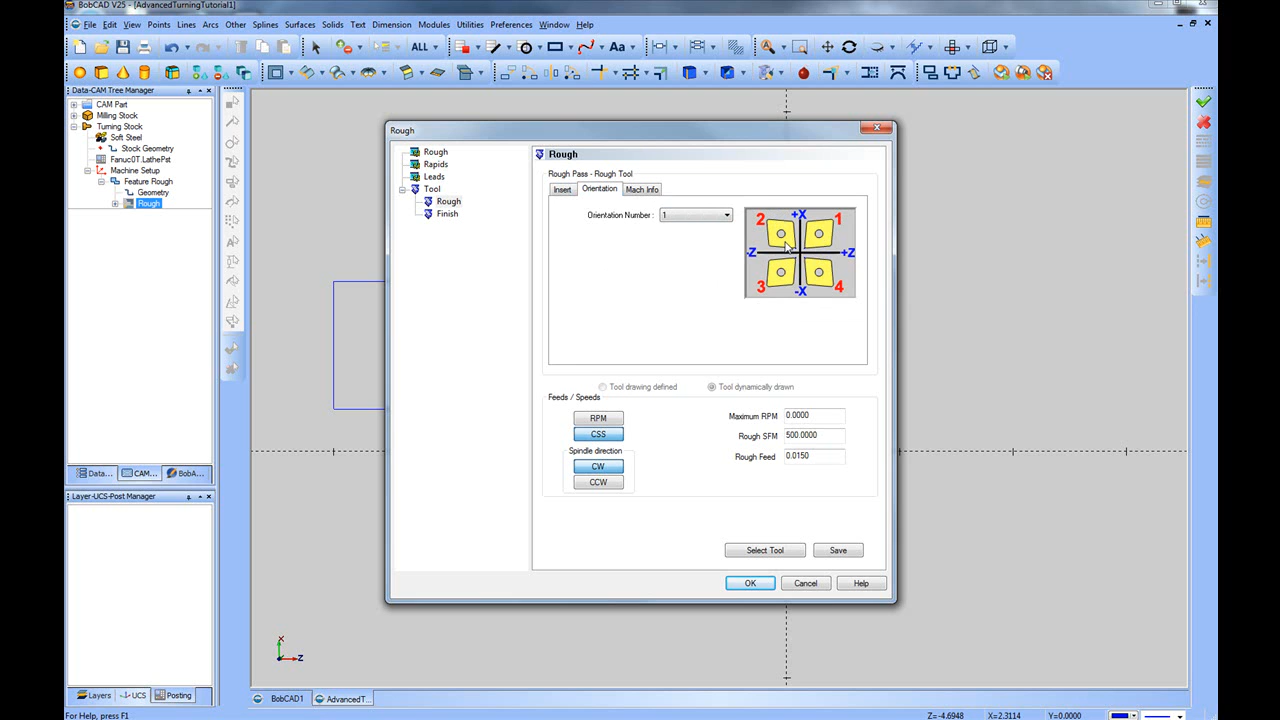 BobCAD V25 - [AdvancedTurningTutorial1]
File Edit View Points Lines Arcs Other Splines Surfaces Solids Text Dimension Modules Utilities Preferences Window Help
ALL
Aa
Data-CAM Tree Manager
CAM Part
Milling Stock
Turning Stock
Soft Steel
Stock Geometry
Fanuc0T.LathePst
Machine Setup
Feature Rough
Geometry
Rough
Data... CAM... BobA...
Layer-UCS-Post Manager
Layers UCS Posting
Rough
Rough
Rapids
Leads
Tool
Rough
Finish
Rough
Rough Pass - Rough Tool
Insert Orientation Mach Info
Orientation Number : 1
2 +X 1
-Z +Z
3 -X 4
Tool drawing defined Tool dynamically drawn
Feeds / Speeds
RPM
CSS
Spindle direction
CW
CCW
Maximum RPM 0.0000
Rough SFM 500.0000
Rough Feed 0.0150
Select Tool Save
OK Cancel Help
X
Z
BobCAD1 AdvancedT...
For Help, press F1
Z=-4.6948 X=2.3114 Y=0.0000